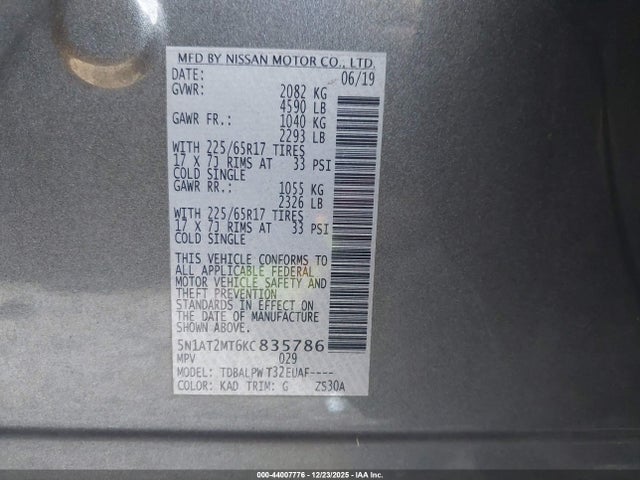 MFD BY NISSAN MOTOR CO., LTD.
DATE: 06/19
GVWR: 2082 KG
4590 LB
GAWR FR.: 1040 KG
2293 LB
WITH 225/65R17 TIRES
17 X 7J RIMS AT 33 PSI
COLD SINGLE
GAWR RR.: 1055 KG
2326 LB
WITH 225/65R17 TIRES
17 X 7J RIMS AT 33 PSI
COLD SINGLE
THIS VEHICLE CONFORMS TO
ALL APPLICABLE FEDERAL
MOTOR VEHICLE SAFETY AND
THEFT PREVENTION
STANDARDS IN EFFECT ON
THE DATE OF MANUFACTURE
SHOWN ABOVE.
5N1AT2MT6KC835786
MPV 029
MODEL: TDBALPW T32EUAF----
COLOR: KAD TRIM: G ZS30A
000-44007776 - 12/23/2025 - IAA Inc.